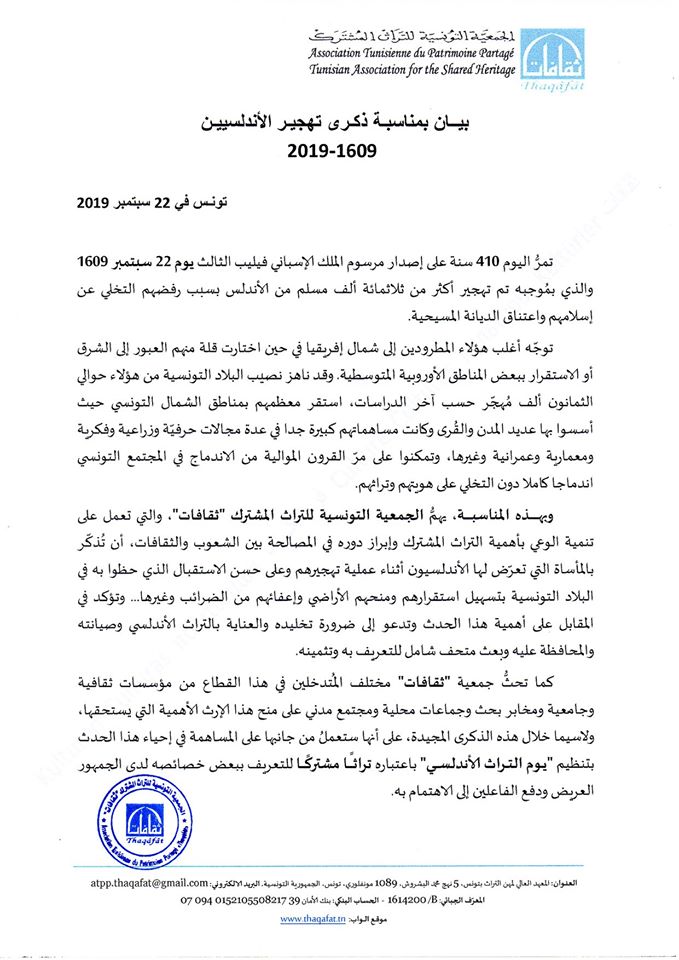 الجمعية التونسية للتراث المشترك
Association Tunisienne du Patrimoine Partagé
Tunisian Association for the Shared Heritage
ثقافات
Thaqâfât
بيـان بمناسبـة ذكـرى تهجيـر الأندلسييـن
2019-1609
تونـس في 22 سبتمبر 2019
تمرُّ اليوم 410 سنة على إصدار مرسوم الملك الإسباني فيليب الثالث يوم 22 سبتمبر 1609
والذي بمُوجبه تم تهجير أكثر من ثلاثمائة ألف مسلم من الأندلس بسبب رفضهم التخلي عن
إسلامهم واعتناق الديانة المسيحية.
توجّه أغلب هؤلاء المطرودين إلى شمال إفريقيا في حين اختارت قلة منهم العبور إلى الشرق
أو الاستقرار ببعض المناطق الأوروبية المتوسطية. وقد ناهز نصيب البلاد التونسية من هؤلاء حوالي
الثمانون ألف مُهجّر حسب آخر الدراسات، استقر معظمهم بمناطق الشمال التونسي حيث
أسسوا بها عديد المدن والقُرى وكانت مساهماتهم كبيرة جدا في عدة مجالات حرفيّة وزراعية وفكرية
ومعمارية وعمرانية وغيرها، وتمكنوا على مرّ القرون الموالية من الاندماج في المجتمع التونسي
اندماجا كاملا دون التخلي على هويتهم وتراثهم.
وبهـذه المناسبـة، يهمُّ الجمعية التونسية للتراث المشترك "ثقافات"، والتي تعمل على
تنمية الوعي بأهمية التراث المشترك وإبراز دوره في المصالحة بين الشعوب والثقافات، أن تُذكّر
بالمأساة التي تعرّض لها الأندلسيون أثناء عملية تهجيرهم وعلى حسن الاستقبال الذي حظوا به في
البلاد التونسية بتسهيل استقرارهم ومنحهم الأراضي وإعفائهم من الضرائب وغيرها... وتؤكد في
المقابل على أهمية هذا الحدث وتدعو إلى ضرورة تخليده والعناية بالتراث الأندلسي وصيانته
والمحافظة عليه وبعث متحف شامل للتعريف به وتثمينه.
كما تحثُّ جمعية "ثقافات" مختلف المُتدخلين في هذا القطاع من مؤسسات ثقافية
وجامعية ومخابر بحث وجماعات محلية ومجتمع مدني على منح هذا الإرث الأهمية التي يستحقها،
ولاسيما خلال هذه الذكرى المجيدة، على أنها ستعملُ من جانبها على المساهمة في إحياء هذا الحدث
بتنظيم "يوم التراث الأندلسي" باعتباره تراثًا مشتركًا للتعريف ببعض خصائصه لدى الجمهور
العريض ودفع الفاعلين إلى الاهتمام به.
الجمعية التونسية للتراث المشترك "ثقافات"
ثقافات
Thaqâfât
Association Tunisienne du Patrimoine Partagé
العنـوان: المعهد العالي لمهن التراث بتونس، 5 نهج محمد البشروش، 1089 مونفلوري، تونس، الجمهورية التونسية. البريد الالكتروني: atpp.thaqafat@gmail.com
المعرّف الجبائي: 1614200/B - الحساب البنكي: بنك الأمان 39 07 094 0152105508217
موقع الواب: www.thaqafat.tn